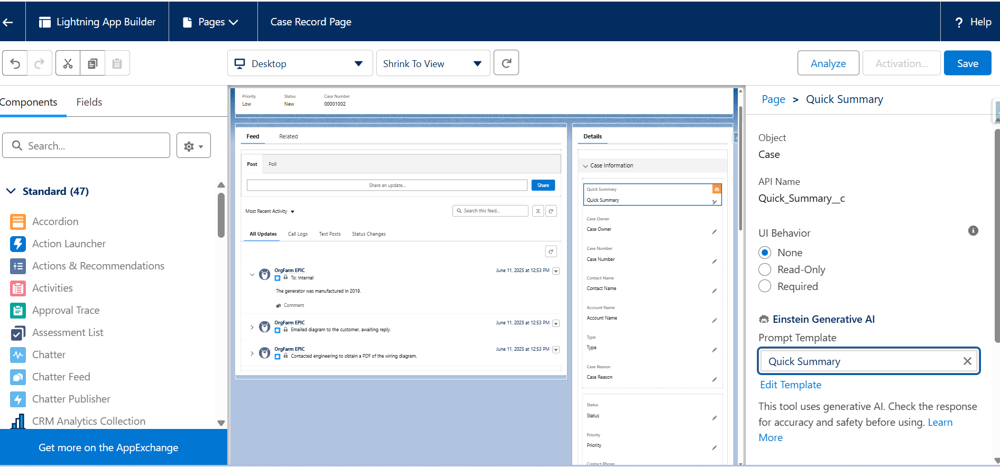 Lightning App Builder
Pages
Case Record Page
? Help
Desktop
Shrink To View
Analyze
Activation...
Save
Components
Fields
Search...
Standard (47)
Accordion
Action Launcher
Actions & Recommendations
Activities
Approval Trace
Assessment List
Chatter
Chatter Feed
Chatter Publisher
CRM Analytics Collection
Get more on the AppExchange
Priority
Status
Case Number
Low
New
00001002
Feed
Related
Post
Poll
Share an update...
Share
Most Recent Activity
Search this feed...
All Updates
Call Logs
Text Posts
Status Changes
OrgFarm EPIC
June 11, 2025 at 12:53 PM
To: Internal
The generator was manufactured in 2019.
Comment
OrgFarm EPIC
June 11, 2025 at 12:53 PM
Emailed diagram to the customer, awaiting reply.
OrgFarm EPIC
June 11, 2025 at 12:53 PM
Contacted engineering to obtain a PDF of the wiring diagram.
Details
Case Information
Quick Summary
Quick Summary
Case Owner
Case Owner
Case Number
Case Number
Contact Name
Contact Name
Account Name
Account Name
Type
Type
Case Reason
Case Reason
Status
Status
Priority
Priority
Contact Phone
Page > Quick Summary
Object
Case
API Name
Quick_Summary__c
UI Behavior
None
Read-Only
Required
Einstein Generative AI
Prompt Template
Quick Summary
Edit Template
This tool uses generative AI. Check the response
for accuracy and safety before using. Learn
More